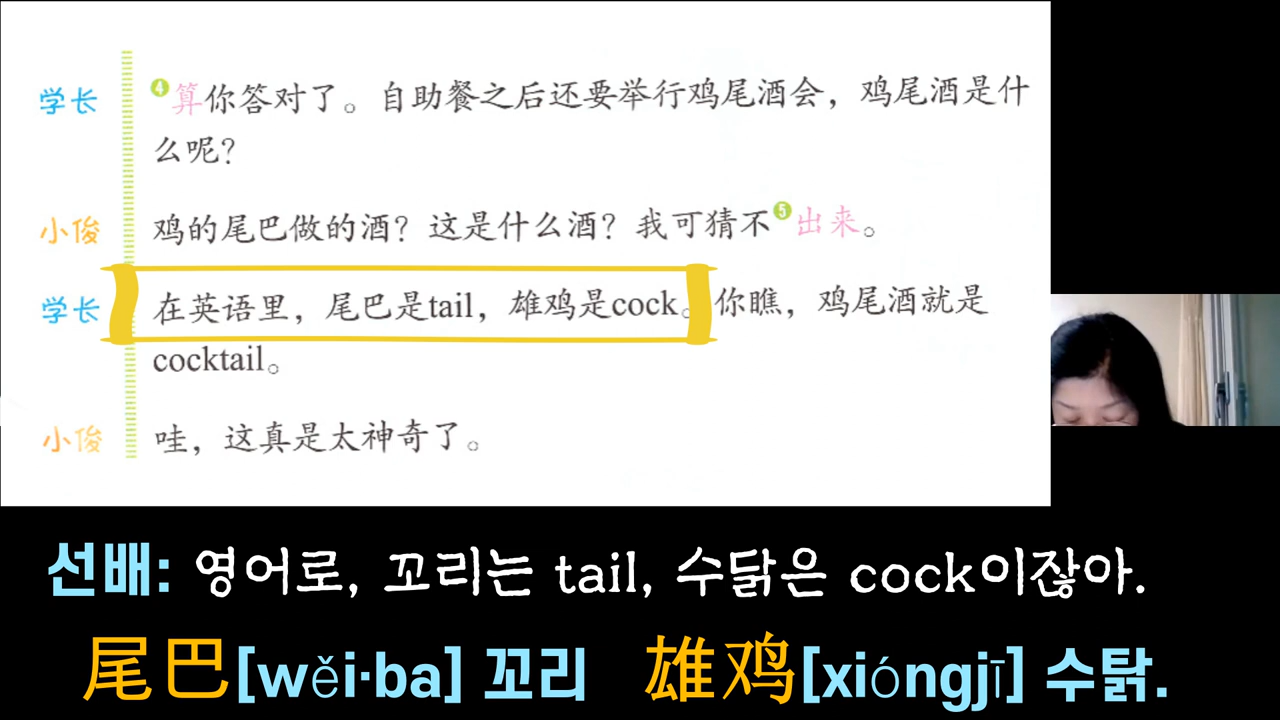 学长 ④算你答对了。自助餐之后还要举行鸡尾酒会，鸡尾酒是什
么呢？
小俊 鸡的尾巴做的酒？这是什么酒？我可猜不⑤出来。
学长 在英语里，尾巴是tail，雄鸡是cock。你瞧，鸡尾酒就是
cocktail。
小俊 哇，这真是太神奇了。
선배: 영어로, 꼬리는 tail, 수닭은 cock이잖아.
尾巴[wěi·ba] 꼬리 雄鸡[xióngjī] 수탉.